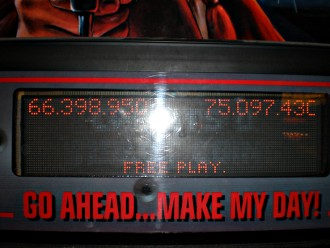 66.398.950 75.097.430
FREE PLAY.
GO AHEAD...MAKE MY DAY!